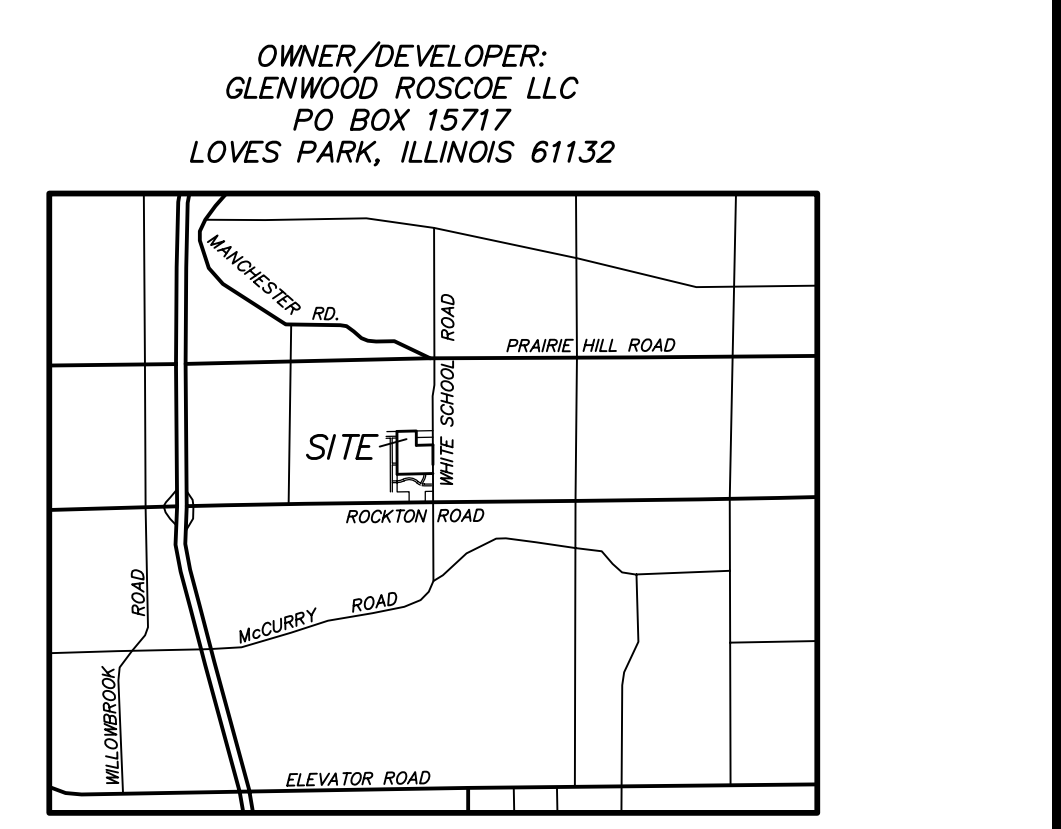 OWNER/DEVELOPER:
GLENWOOD ROSCOE LLC
PO BOX 15717
LOVES PARK, ILLINOIS 61132
MANCHESTER RD.
WHITE SCHOOL ROAD
PRAIRIE HILL ROAD
SITE
ROCKTON ROAD
McCURRY ROAD
WILLOWBROOK ROAD
ELEVATOR ROAD